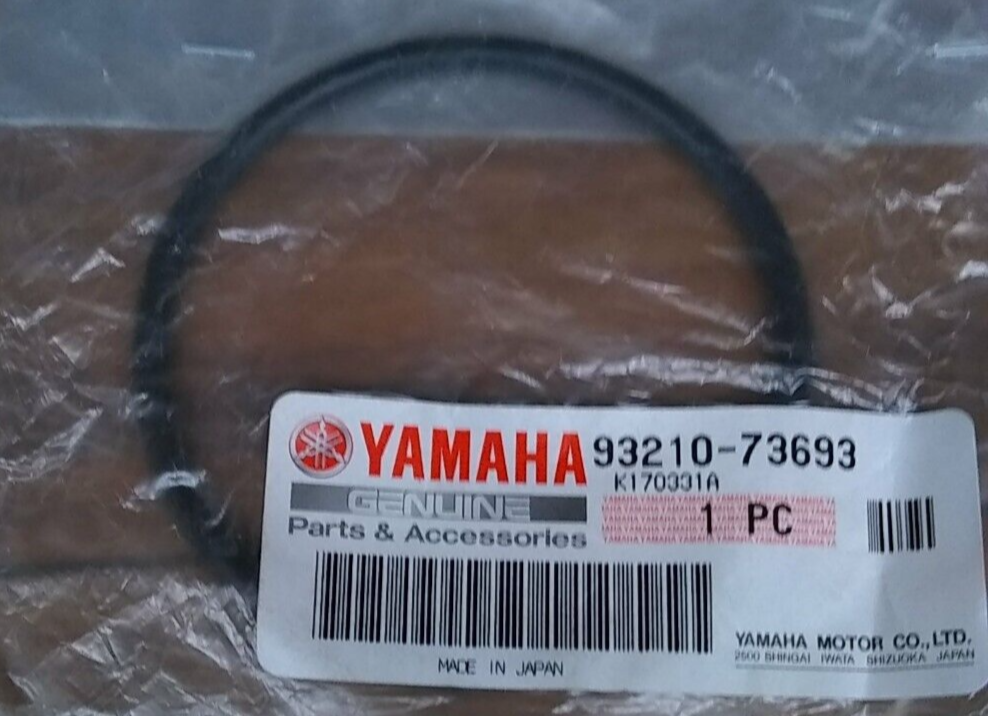 YAMAHA 93210-73693
K170331A
GENUINE
1 PC
Parts & Accessories
YAMAHA MOTOR CO.,LTD.
2500 SHINGAI IWATA SHIZUOKA JAPAN
MADE IN JAPAN